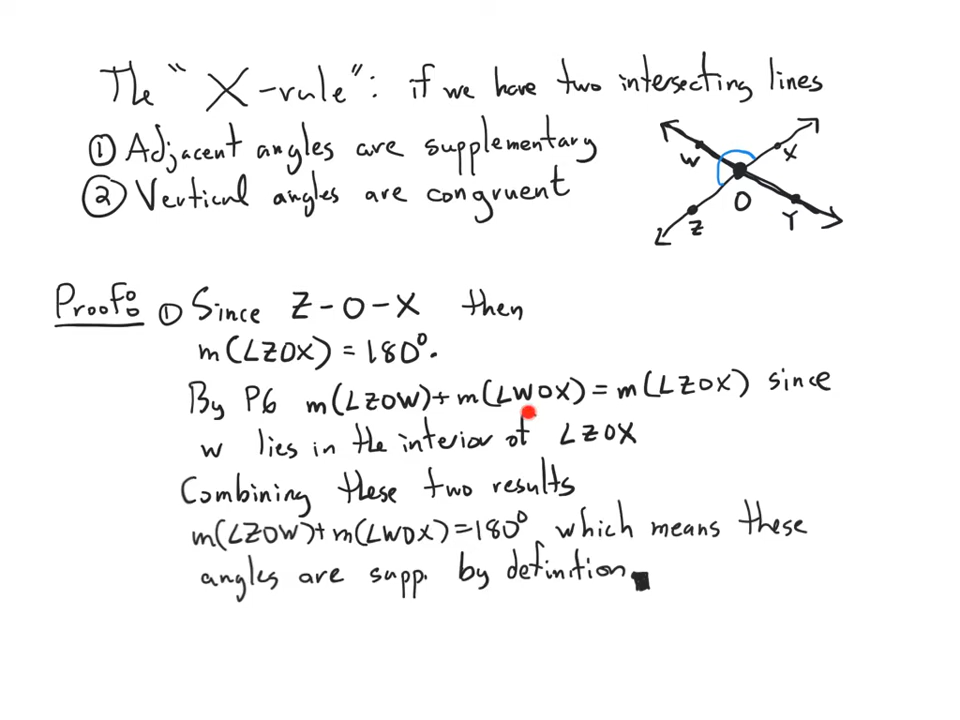 The "X-rule": if we have two intersecting lines
① Adjacent angles are supplementary
② Vertical angles are congruent
W
X
O
Z
Y
Proof: ① Since Z-O-X then
m(∠ZOX) = 180°.
By P6 m(∠ZOW)+m(∠WOX)=m(∠ZOX) since
W lies in the interior of ∠ZOX
Combining these two results
m(∠ZOW)+m(∠WOX)=180° which means these
angles are supp. by definition. ■